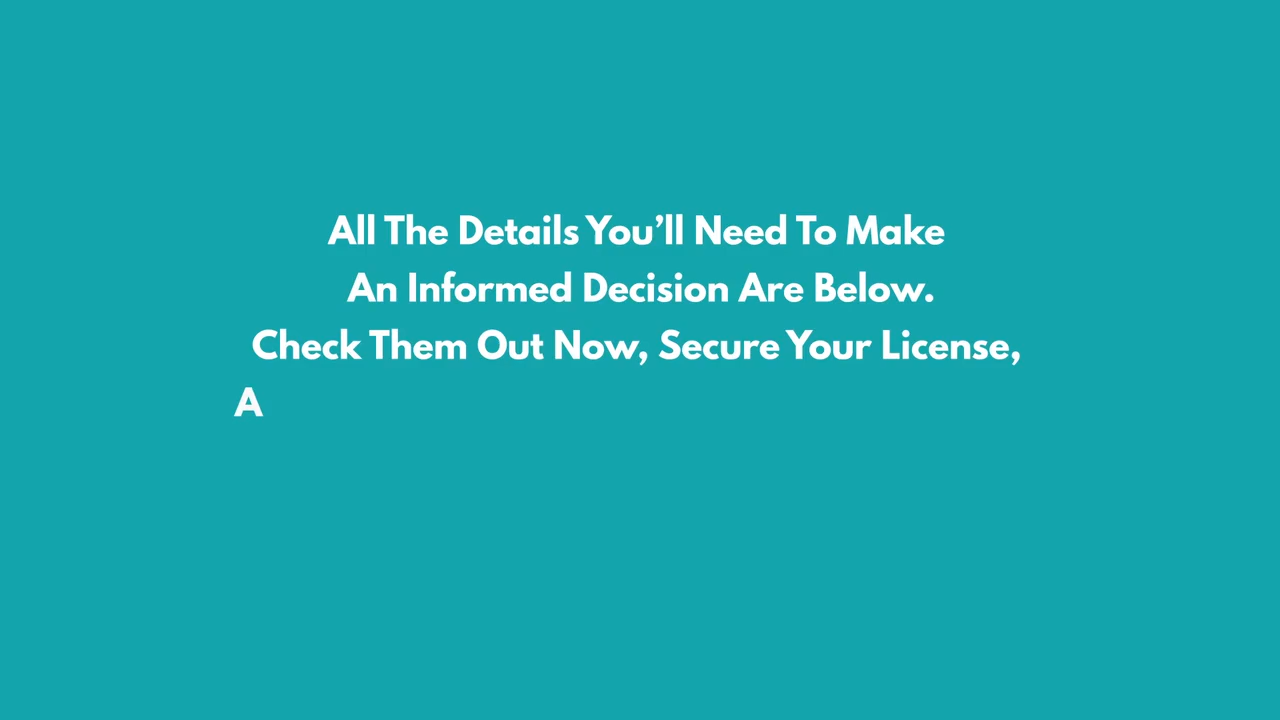 All The Details You’ll Need To Make
An Informed Decision Are Below.
Check Them Out Now, Secure Your License,
A